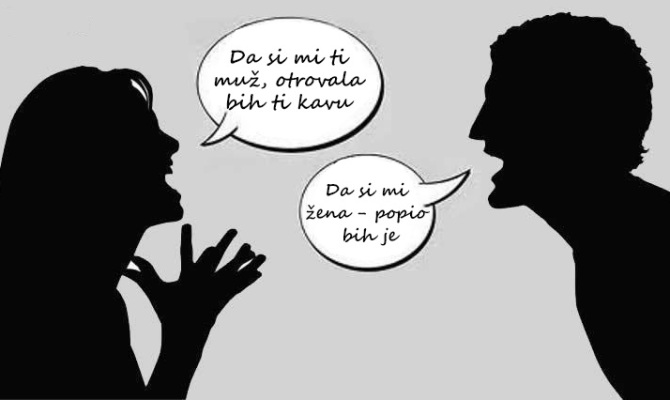 Da si mi ti
muž, otrovala
bih ti kavu
Da si mi
žena - popio
bih je